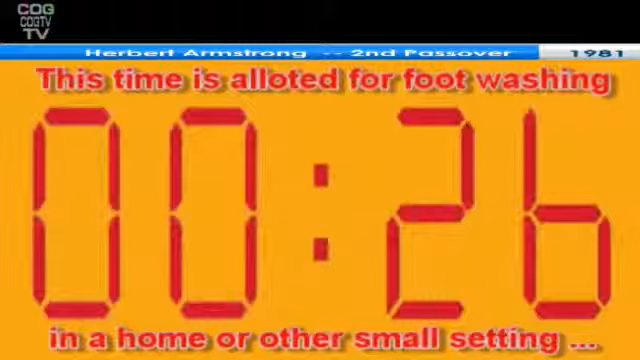 COG
COGTV
TV
Herbert Armstrong -- 2nd Passover 1981
This time is alloted for foot washing
00:26
in a home or other small setting ...